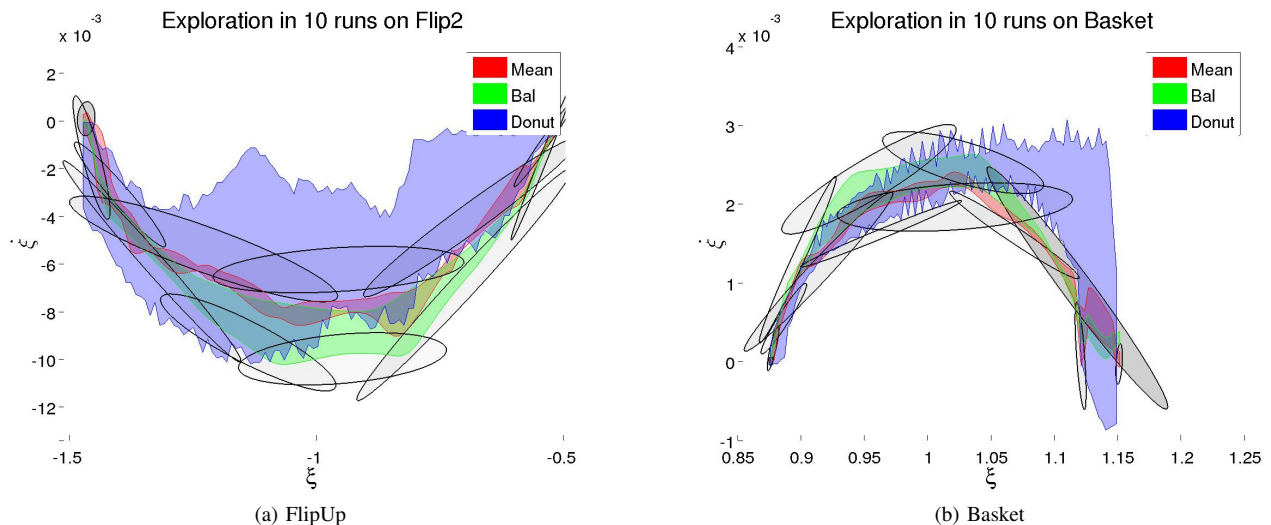 Exploration in 10 runs on Flip2
x 10
-3
Mean
Bal
Donut
2
0
-2
-4
-6
-8
-10
-12
ξ̇
-1.5
-1
-0.5
ξ
(a) FlipUp
Exploration in 10 runs on Basket
x 10
-3
Mean
Bal
Donut
4
3
2
1
0
-1
ξ̇
0.85
0.9
0.95
1
1.05
1.1
1.15
1.2
1.25
ξ
(b) Basket